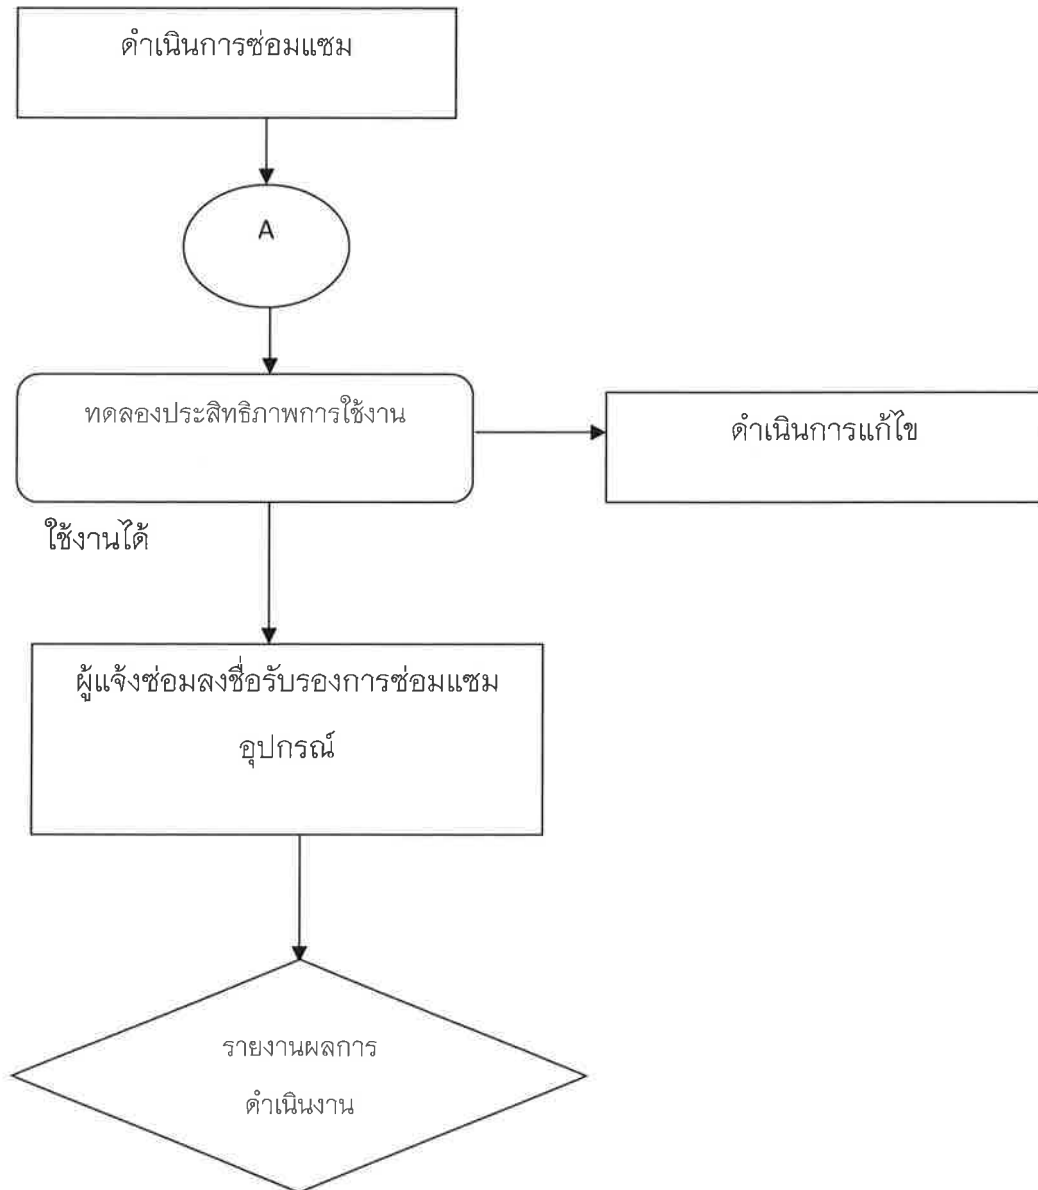 ดำเนินการซ่อมแซม
A
ทดลองประสิทธิภาพการใช้งาน
ดำเนินการแก้ไข
ใช้งานได้
ผู้แจ้งซ่อมลงชื่อรับรองการซ่อมแซม
อุปกรณ์
รายงานผลการ
ดำเนินงาน